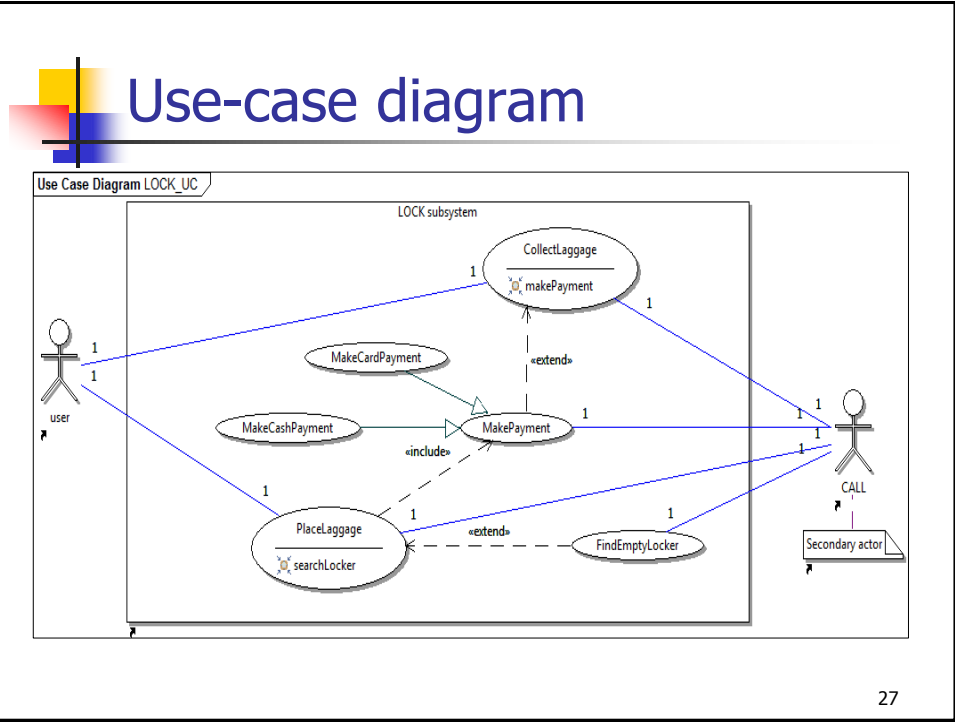 Use-case diagram
Use Case Diagram LOCK_UC
LOCK subsystem
CollectLaggage
makePayment
1
1
1
1
«extend»
MakeCardPayment
user
MakeCashPayment
MakePayment
1
1
1
1
1
«include»
CALL
1
1
1
PlaceLaggage
searchLocker
«extend»
FindEmptyLocker
Secondary actor
27